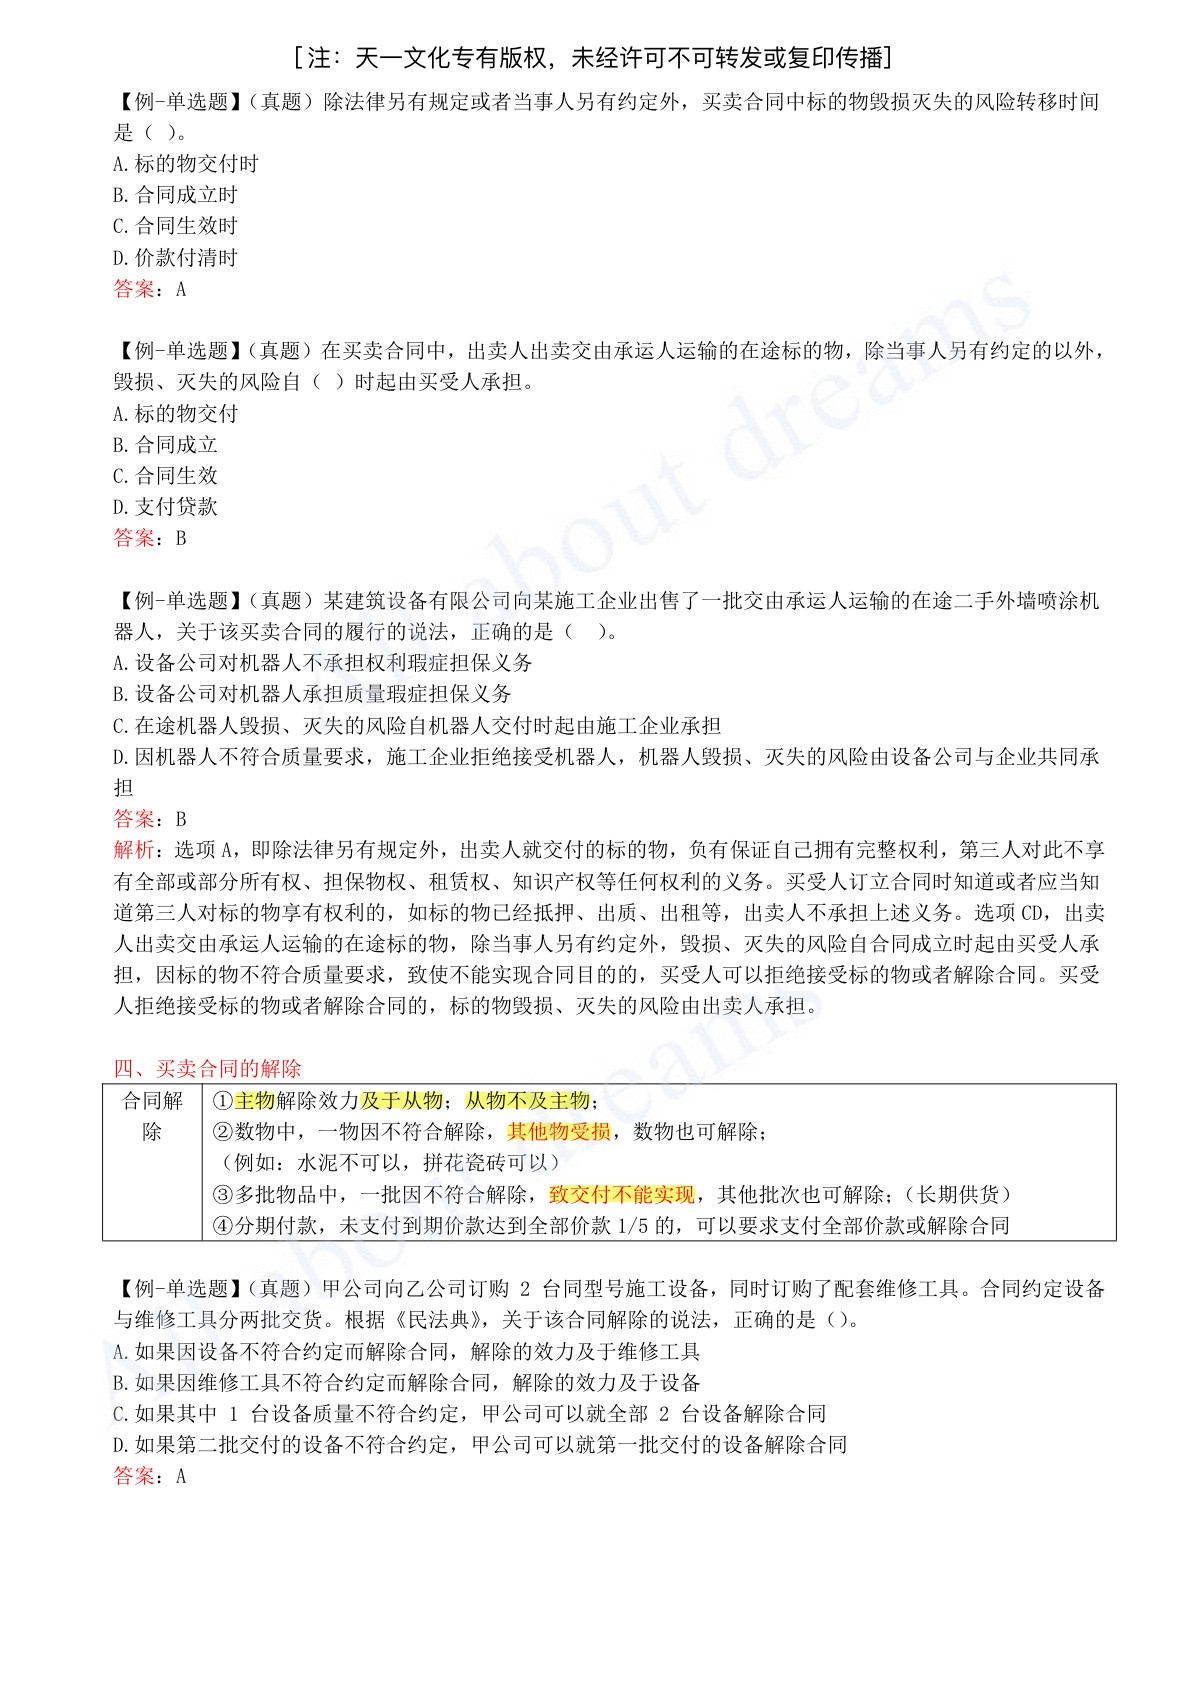 [注：天一文化专有版权，未经许可不可转发或复印传播]
【例-单选题】（真题）除法律另有规定或者当事人另有约定外，买卖合同中标的物毁损灭失的风险转移时间
是（ ）。
A.标的物交付时
B.合同成立时
C.合同生效时
D.价款付清时
答案：A
【例-单选题】（真题）在买卖合同中，出卖人出卖交由承运人运输的在途标的物，除当事人另有约定的以外，
毁损、灭失的风险自（ ）时起由买受人承担。
A.标的物交付
B.合同成立
C.合同生效
D.支付贷款
答案：B
【例-单选题】（真题）某建筑设备有限公司向某施工企业出售了一批交由承运人运输的在途二手外墙喷涂机
器人，关于该买卖合同的履行的说法，正确的是（ ）。
A.设备公司对机器人不承担权利瑕症担保义务
B.设备公司对机器人承担质量瑕症担保义务
C.在途机器人毁损、灭失的风险自机器人交付时起由施工企业承担
D.因机器人不符合质量要求，施工企业拒绝接受机器人，机器人毁损、灭失的风险由设备公司与企业共同承
担
答案：B
解析：选项A，即除法律另有规定外，出卖人就交付的标的物，负有保证自己拥有完整权利，第三人对此不享
有全部或部分所有权、担保物权、租赁权、知识产权等任何权利的义务。买受人订立合同时知道或者应当知
道第三人对标的物享有权利的，如标的物已经抵押、出质、出租等，出卖人不承担上述义务。选项CD，出卖
人出卖交由承运人运输的在途标的物，除当事人另有约定外，毁损、灭失的风险自合同成立时起由买受人承
担，因标的物不符合质量要求，致使不能实现合同目的的，买受人可以拒绝接受标的物或者解除合同。买受
人拒绝接受标的物或者解除合同的，标的物毁损、灭失的风险由出卖人承担。
四、买卖合同的解除
合同解
除
①主物解除效力及于从物；从物不及主物；
②数物中，一物因不符合解除，其他物受损，数物也可解除；
（例如：水泥不可以，拼花瓷砖可以）
③多批物品中，一批因不符合解除，致交付不能实现，其他批次也可解除；（长期供货）
④分期付款，未支付到期价款达到全部价款1/5的，可以要求支付全部价款或解除合同
【例-单选题】（真题）甲公司向乙公司订购 2 台同型号施工设备，同时订购了配套维修工具。合同约定设备
与维修工具分两批交货。根据《民法典》，关于该合同解除的说法，正确的是（）。
A.如果因设备不符合约定而解除合同，解除的效力及于维修工具
B.如果因维修工具不符合约定而解除合同，解除的效力及于设备
C.如果其中 1 台设备质量不符合约定，甲公司可以就全部 2 台设备解除合同
D.如果第二批交付的设备不符合约定，甲公司可以就第一批交付的设备解除合同
答案：A
All about dreams
All about dreams